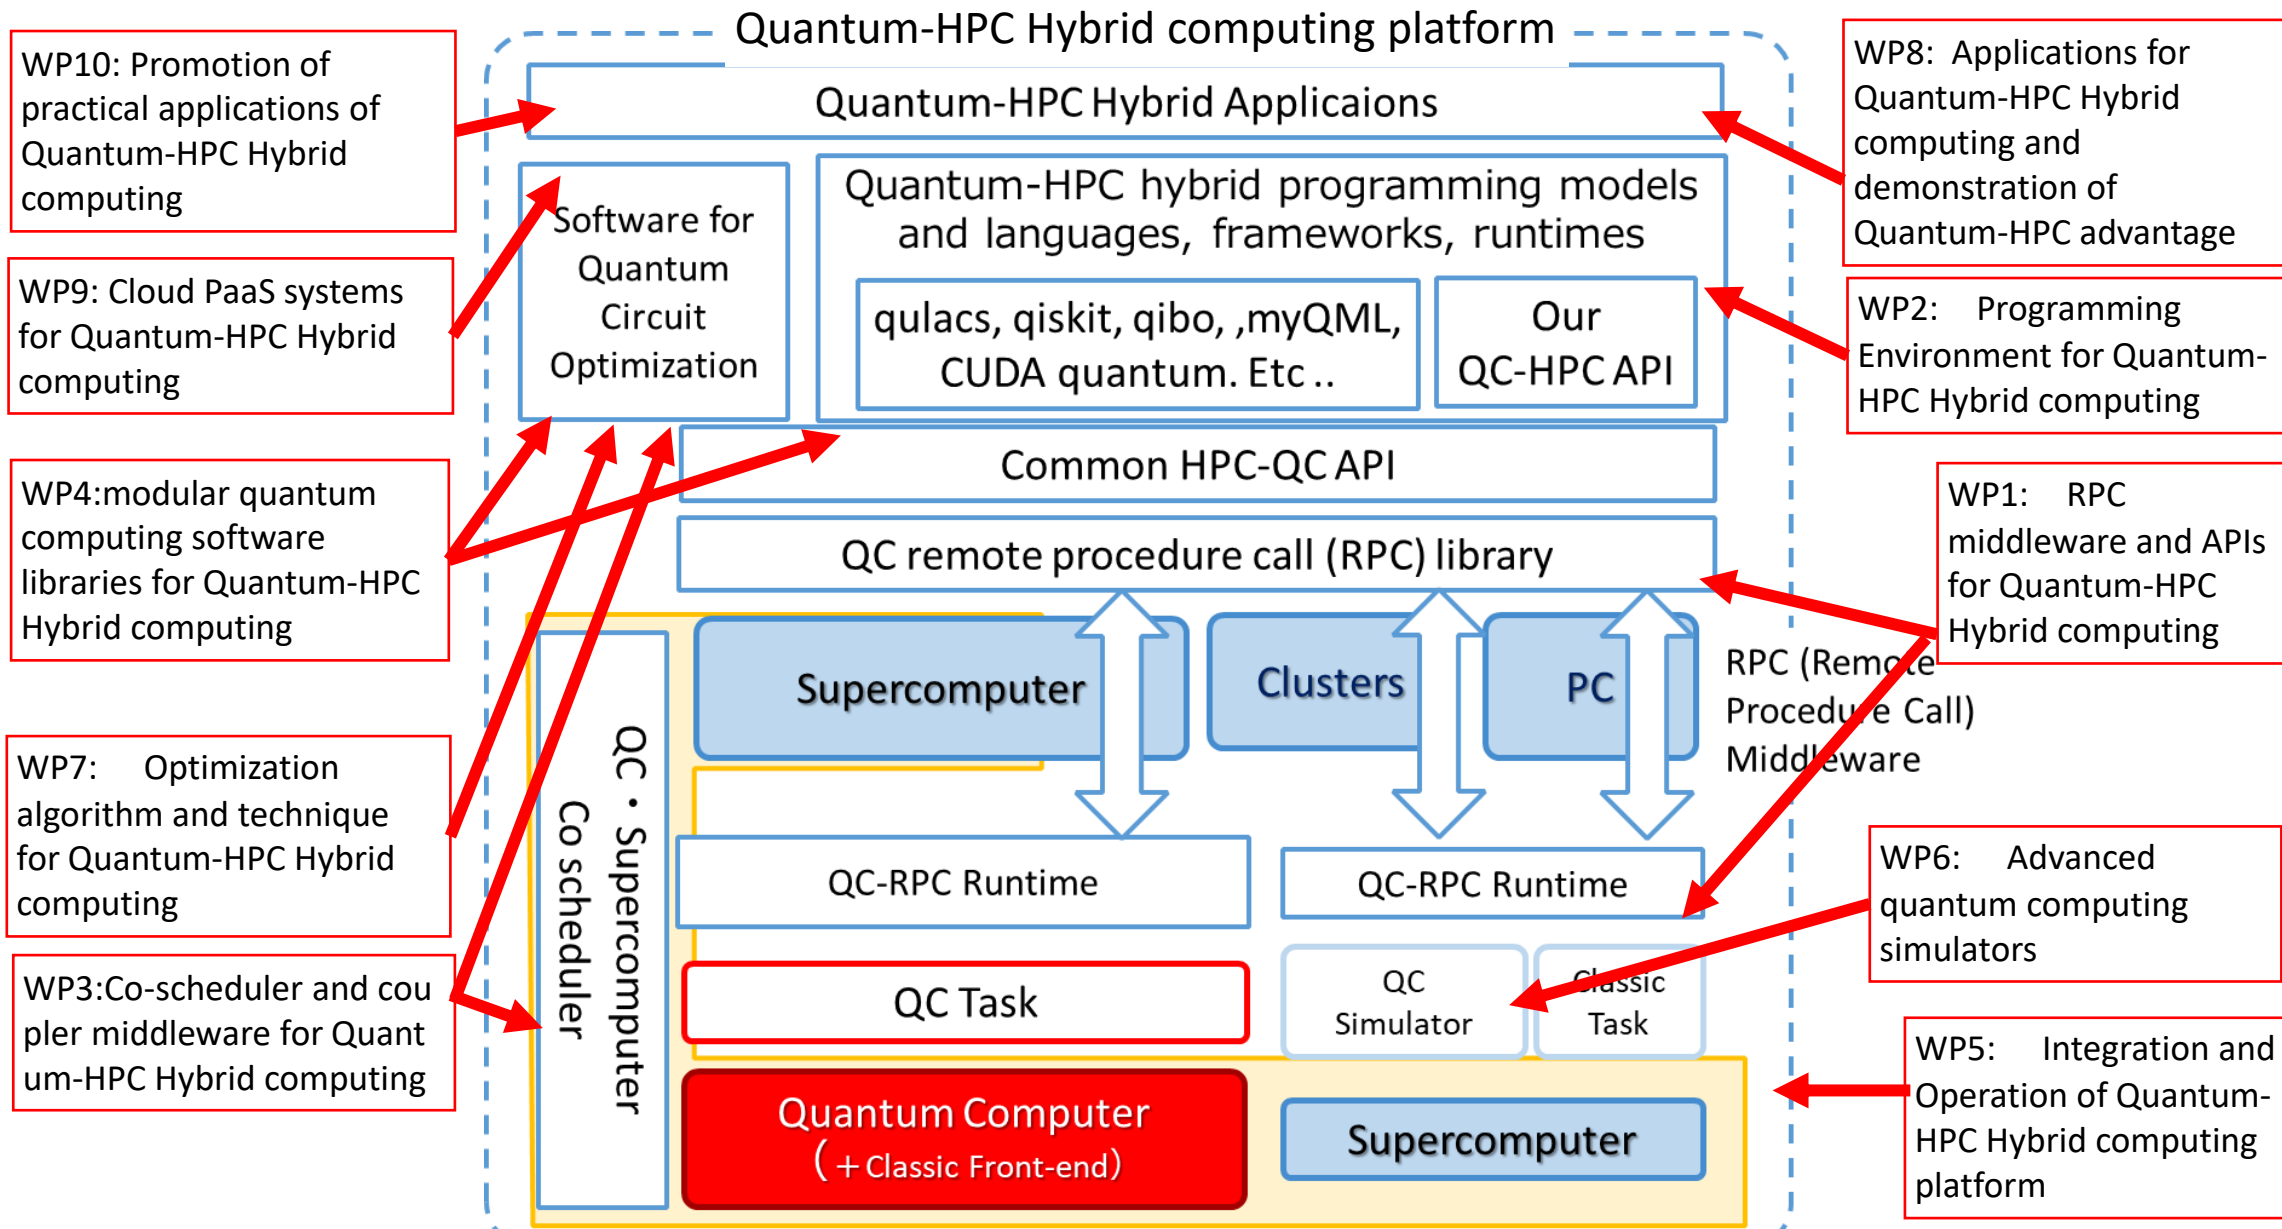 Quantum-HPC Hybrid computing platform
WP10: Promotion of
practical applications of
Quantum-HPC Hybrid
computing
WP9: Cloud PaaS systems
for Quantum-HPC Hybrid
computing
WP4:modular quantum
computing software
libraries for Quantum-HPC
Hybrid computing
WP7: Optimization
algorithm and technique
for Quantum-HPC Hybrid
computing
WP3:Co-scheduler and cou
pler middleware for Quant
um-HPC Hybrid computing
Quantum-HPC Hybrid Applicaions
Software for
Quantum
Circuit
Optimization
Quantum-HPC hybrid programming models
and languages, frameworks, runtimes
qulacs, qiskit, qibo, ,myQML,
CUDA quantum. Etc ..
Our
QC-HPC API
Common HPC-QC API
QC remote procedure call (RPC) library
Supercomputer
Clusters
PC
RPC (Remote
Procedure Call)
Middleware
QC・Supercomputer
Co scheduler
QC-RPC Runtime
QC-RPC Runtime
QC Task
QC
Simulator
Classic
Task
Quantum Computer
(+Classic Front-end)
Supercomputer
WP8: Applications for
Quantum-HPC Hybrid
computing and
demonstration of
Quantum-HPC advantage
WP2: Programming
Environment for Quantum-
HPC Hybrid computing
WP1: RPC
middleware and APIs
for Quantum-HPC
Hybrid computing
WP6: Advanced
quantum computing
simulators
WP5: Integration and
Operation of Quantum-
HPC Hybrid computing
platform